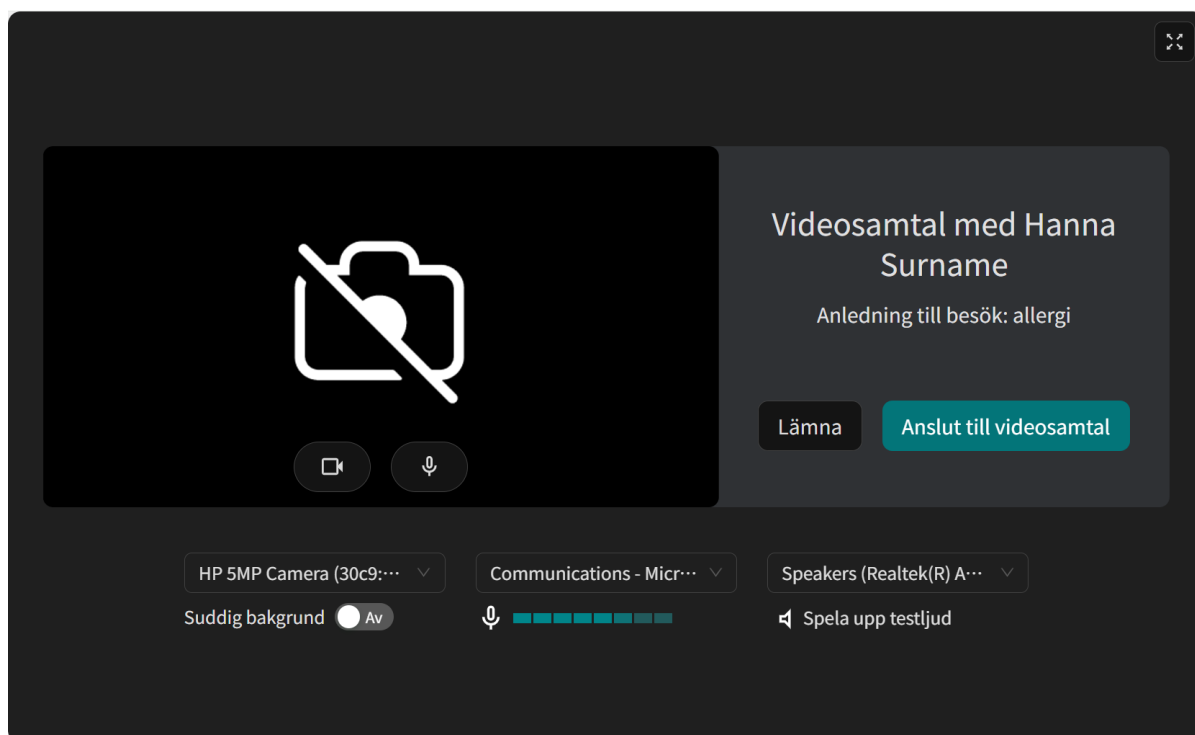 Videosamtal med Hanna
Surname
Anledning till besök: allergi
Lämna
Anslut till videosamtal
HP 5MP Camera (30c9:···
Communications - Micr···
Speakers (Realtek(R) A···
Suddig bakgrund
Av
Spela upp testljud